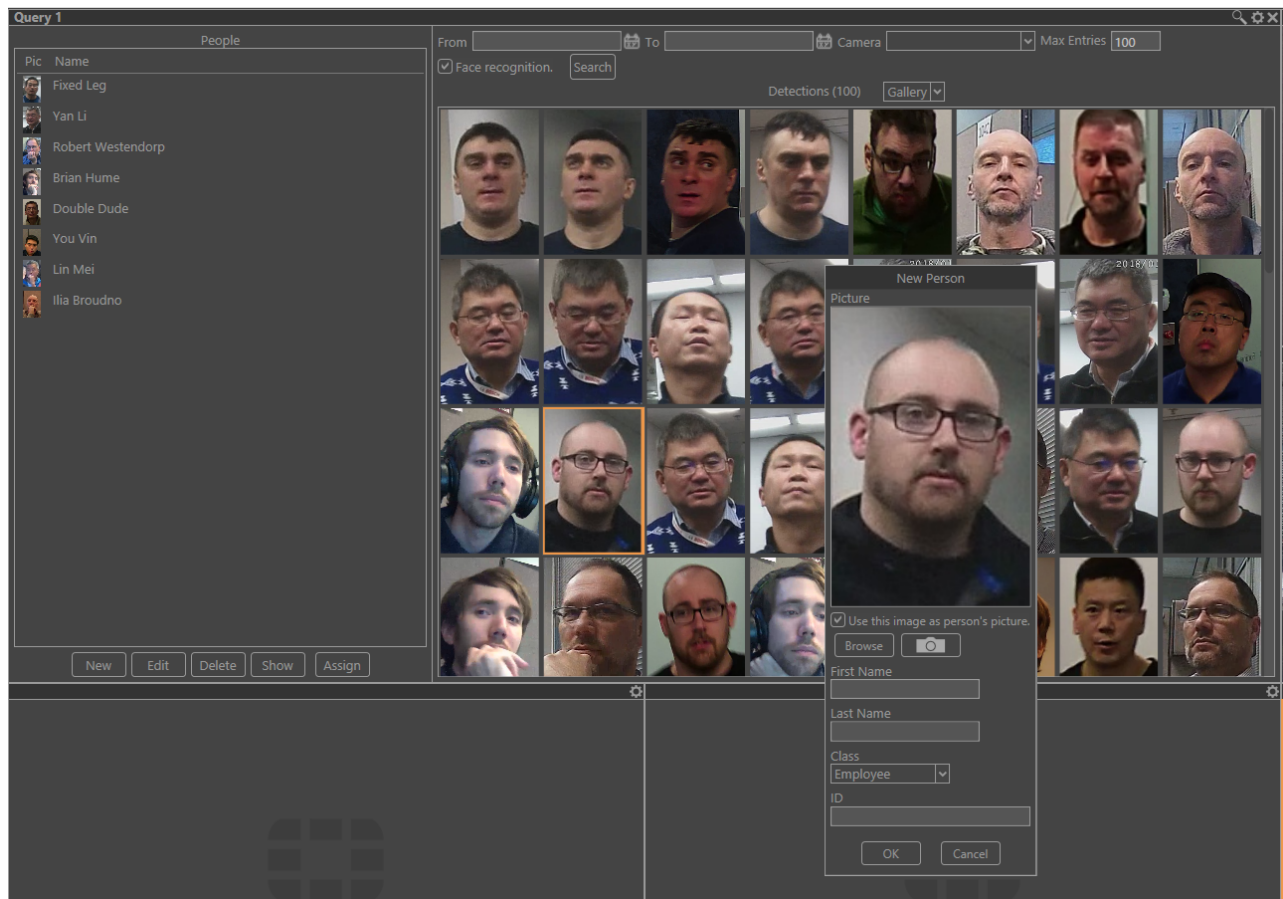 Query 1
People
Pic Name
Fixed Leg
Yan Li
Robert Westendorp
Brian Hume
Double Dude
You Vin
Lin Mei
Ilia Broudno
New Edit Delete Show Assign
From To Camera Max Entries 100
Face recognition. Search
Detections (100) Gallery
New Person
Picture
Use this image as person's picture.
Browse
First Name
Last Name
Class
Employee
ID
OK Cancel